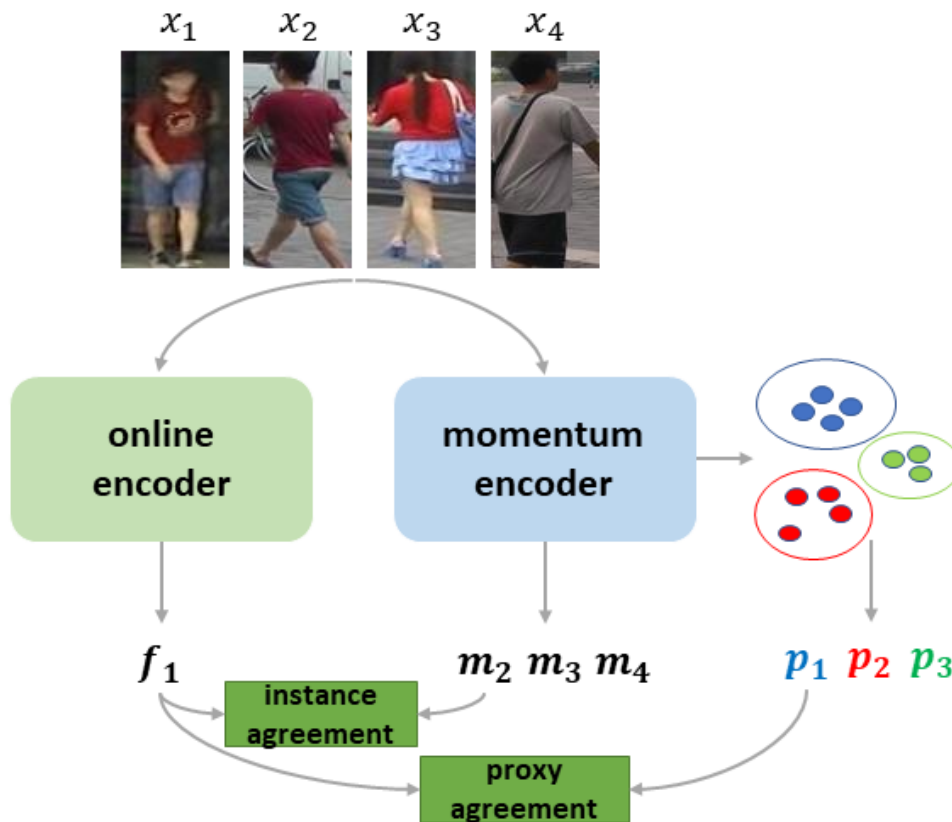 x₁ x₂ x₃ x₄
online
encoder
momentum
encoder
f₁ m₂ m₃ m₄ p₁ p₂ p₃
instance
agreement
proxy
agreement